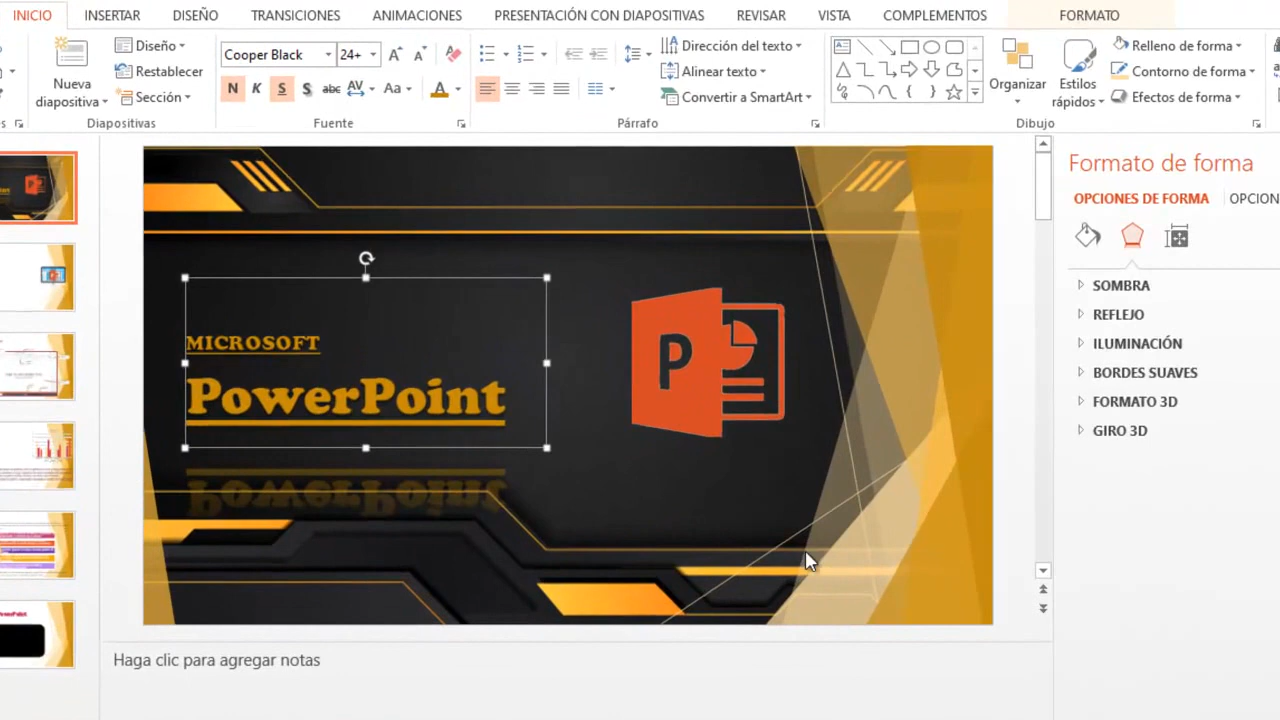 INICIO INSERTAR DISEÑO TRANSICIONES ANIMACIONES PRESENTACIÓN CON DIAPOSITIVAS REVISAR VISTA COMPLEMENTOS FORMATO
Nueva diapositiva
Diseño
Restablecer
Sección
Diapositivas
Cooper Black 24+
N K S S abc AV Aa A
Fuente
Dirección del texto
Alinear texto
Convertir a SmartArt
Párrafo
Organizar
Estilos rápidos
Relleno de forma
Contorno de forma
Efectos de forma
Dibujo
MICROSOFT
PowerPoint
P
Haga clic para agregar notas
Formato de forma
OPCIONES DE FORMA OPCION
SOMBRA
REFLEJO
ILUMINACIÓN
BORDES SUAVES
FORMATO 3D
GIRO 3D